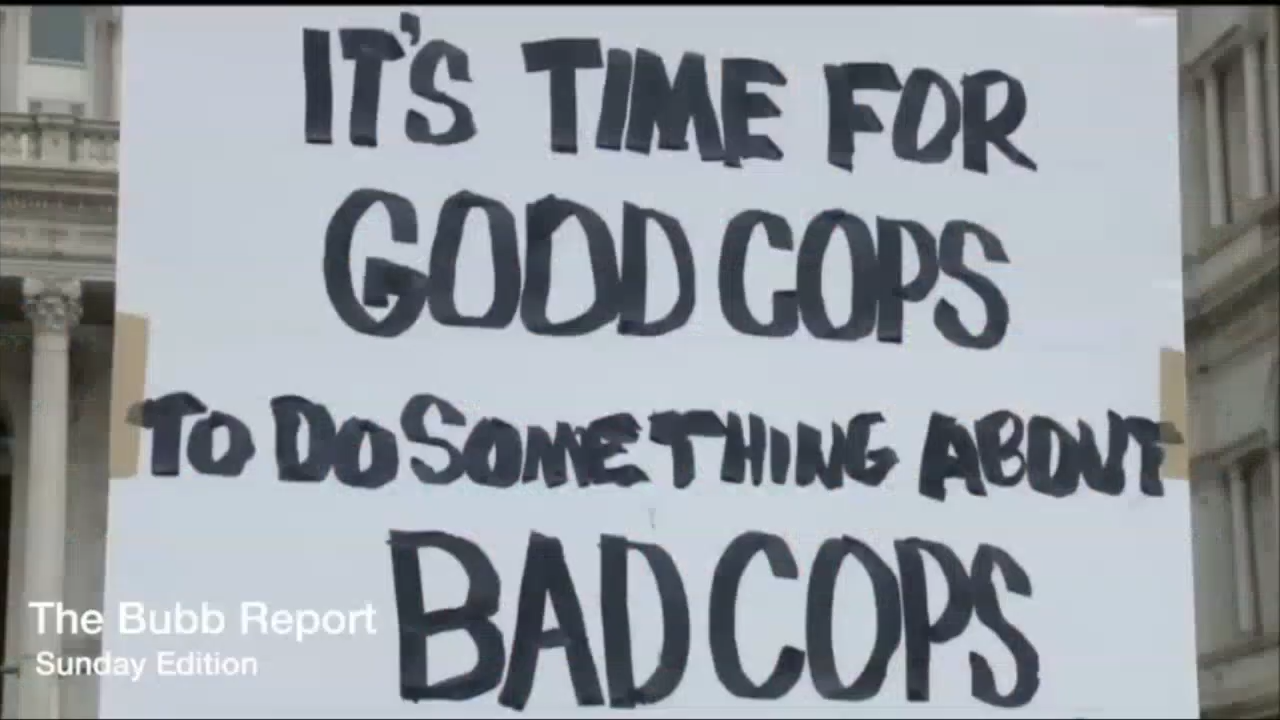 IT'S TIME FOR
GOOD COPS
TO DO SOMETHING ABOUT
BAD COPS
The Bubb Report
Sunday Edition